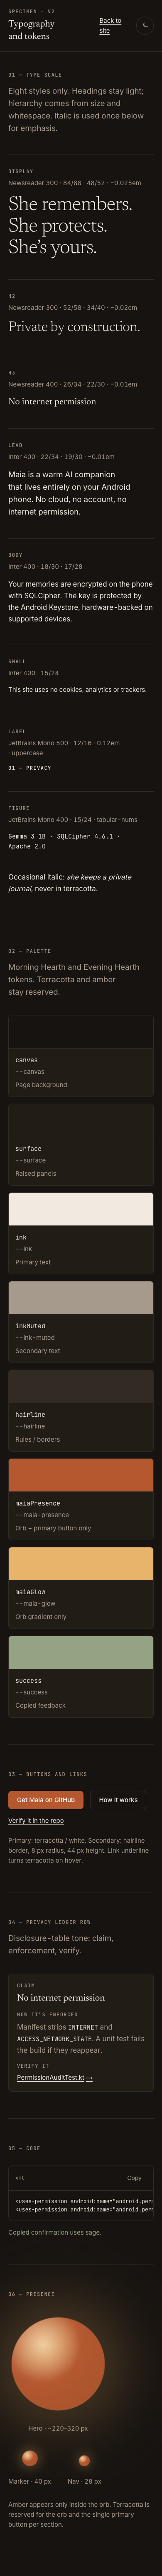 SPECIMEN · V2
Typography
and tokens
Back to
site
01 — TYPE SCALE
Eight styles only. Headings stay light;
hierarchy comes from size and
whitespace. Italic is used once below
for emphasis.
DISPLAY
Newsreader 300 · 84/88 · 48/52 · −0.025em
She remembers.
She protects.
She’s yours.
H2
Newsreader 300 · 52/58 · 34/40 · −0.02em
Private by construction.
H3
Newsreader 400 · 26/34 · 22/30 · −0.01em
No internet permission
LEAD
Inter 400 · 22/34 · 19/30 · −0.01em
Maia is a warm AI companion
that lives entirely on your Android
phone. No cloud, no account, no
internet permission.
BODY
Inter 400 · 18/30 · 17/28
Your memories are encrypted on the phone
with SQLCipher. The key is protected by
the Android Keystore, hardware-backed on
supported devices.
SMALL
Inter 400 · 15/24
This site uses no cookies, analytics or trackers.
LABEL
JetBrains Mono 500 · 12/16 · 0.12em
· uppercase
01 — PRIVACY
FIGURE
JetBrains Mono 400 · 15/24 · tabular-nums
Gemma 3 1B · SQLCipher 4.6.1 ·
Apache 2.0
Occasional italic: she keeps a private
journal, never in terracotta.
02 — PALETTE
Morning Hearth and Evening Hearth
tokens. Terracotta and amber
stay reserved.
canvas
--canvas
Page background
surface
--surface
Raised panels
ink
--ink
Primary text
inkMuted
--ink-muted
Secondary text
hairline
--hairline
Rules / borders
maiaPresence
--maia-presence
Orb + primary button only
maiaGlow
--maia-glow
Orb gradient only
success
--success
Copied feedback
03 — BUTTONS AND LINKS
Get Maia on GitHub
How it works
Verify it in the repo
Primary: terracotta / white. Secondary: hairline
border, 8 px radius, 44 px height. Link underline
turns terracotta on hover.
04 — PRIVACY LEDGER ROW
Disclosure-table tone: claim,
enforcement, verify.
CLAIM
No internet permission
HOW IT’S ENFORCED
Manifest strips INTERNET and
ACCESS_NETWORK_STATE. A unit test fails
the build if they reappear.
VERIFY IT
PermissionAuditTest.kt →
05 — CODE
xml
Copy
<uses-permission android:name="android.perm
<uses-permission android:name="android.perm
Copied confirmation uses sage.
06 — PRESENCE
Hero · ~220–320 px
Marker · 40 px
Nav · 28 px
Amber appears only inside the orb. Terracotta is
reserved for the orb and the single primary
button per section.